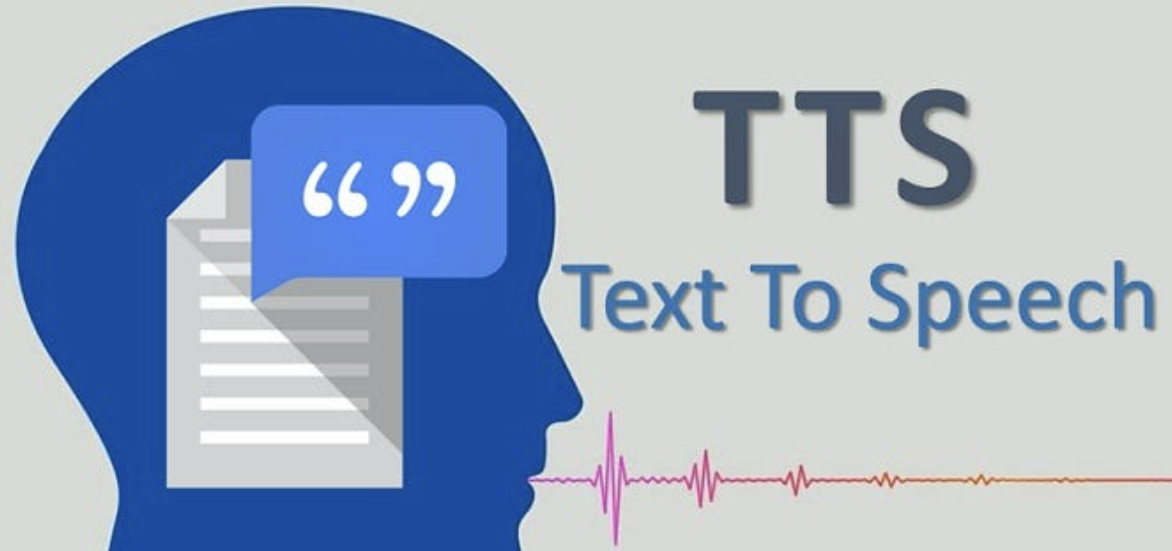 “ ”
TTS
Text To Speech